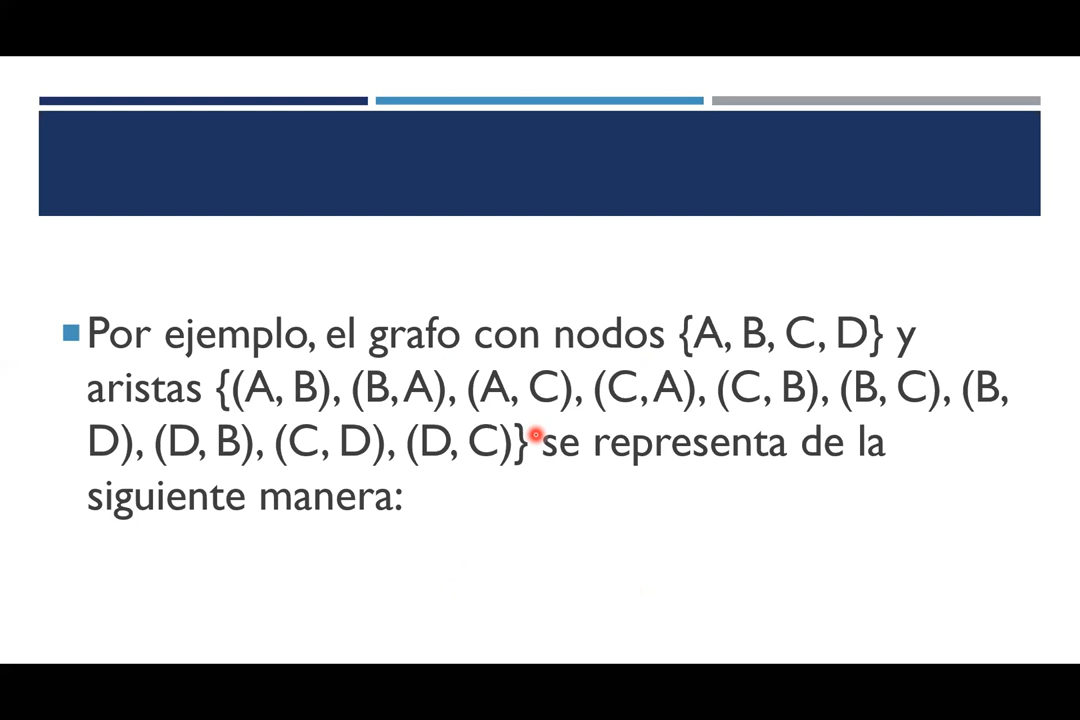 Por ejemplo, el grafo con nodos {A, B, C, D} y
aristas {(A, B), (B, A), (A, C), (C, A), (C, B), (B, C), (B,
D), (D, B), (C, D), (D, C)} se representa de la
siguiente manera: